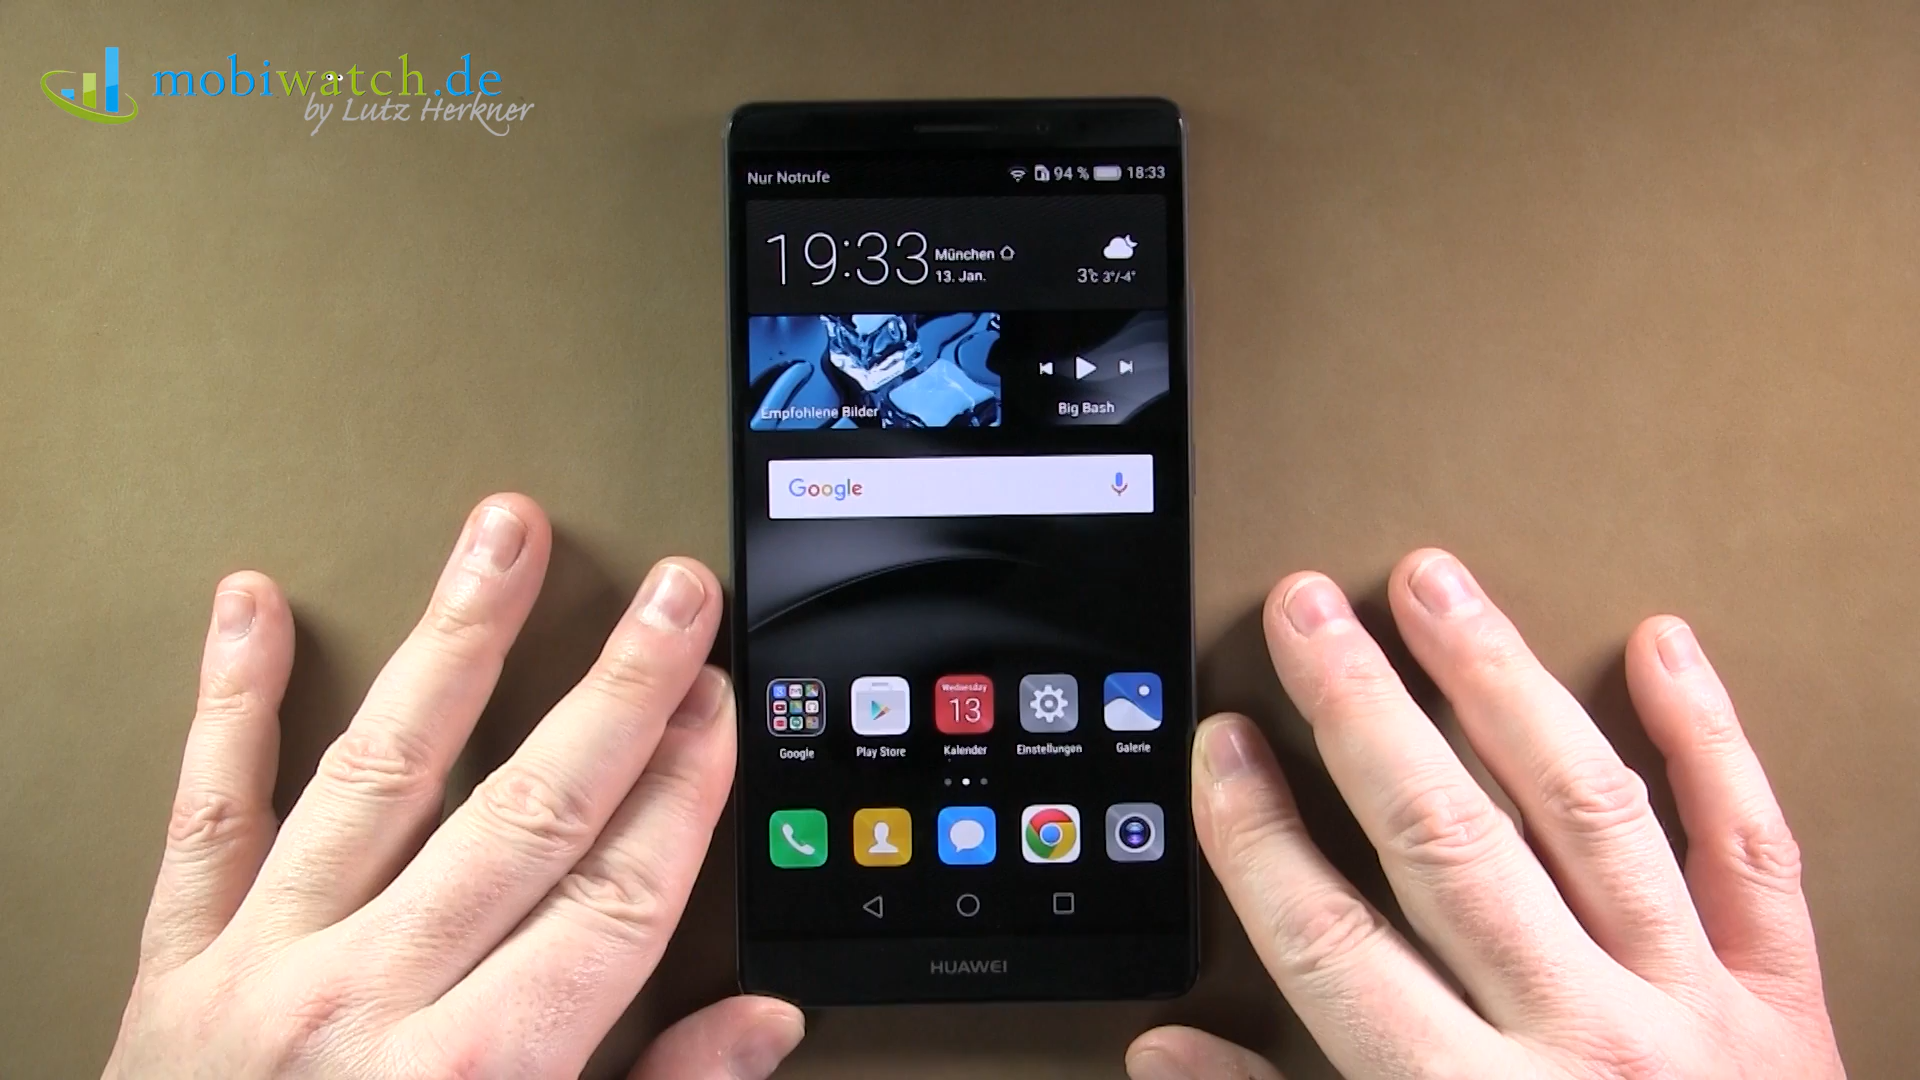 mobiwatch.de
by Lutz Herkner
Nur Notrufe
94 % 18:33
19:33
München
13. Jan.
3°C 3°/-4°
Empfohlene Bilder
Big Bash
Google
Wednesday
13
Google Play Store Kalender Einstellungen Galerie
HUAWEI